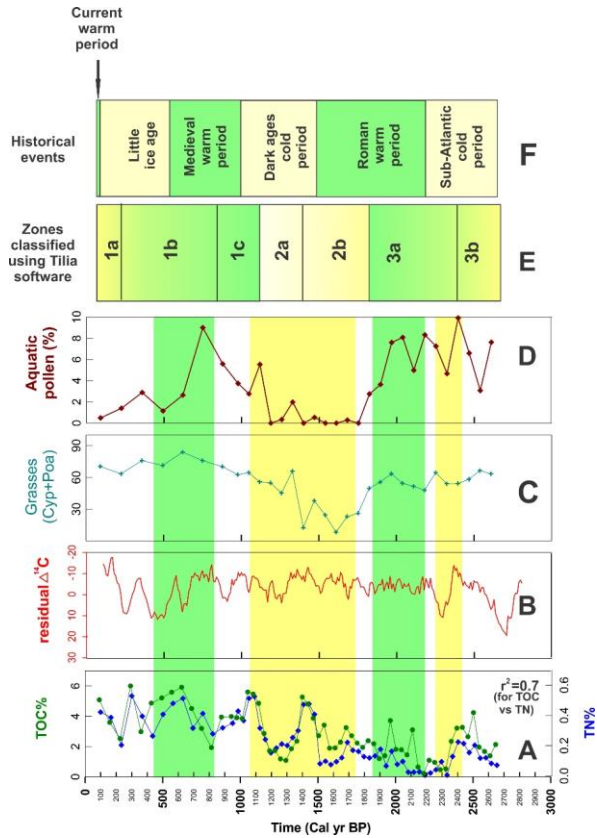 Current
warm
period
Historical
events
Little
ice age
Medieval
warm
period
Dark ages
cold
period
Roman
warm
period
Sub-Atlantic
cold
period
F
Zones
classified
using Tilia
software
1a
1b
1c
2a
2b
3a
3b
E
Aquatic
pollen (%)
10
8
6
4
2
0
D
Grasses
(Cyp+Poa)
90
60
30
C
residual Δ¹⁴C
-20
-10
0
10
20
30
B
TOC%
6
4
2
0
r²=0.7
(for TOC
vs TN)
A
0.6
0.4
0.2
0.0
TN%
0 100 200 300 400 500 600 700 800 900 1000 1100 1200 1300 1400 1500 1600 1700 1800 1900 2000 2100 2200 2300 2400 2500 2600 2700 2800 2900 3000
Time (Cal yr BP)